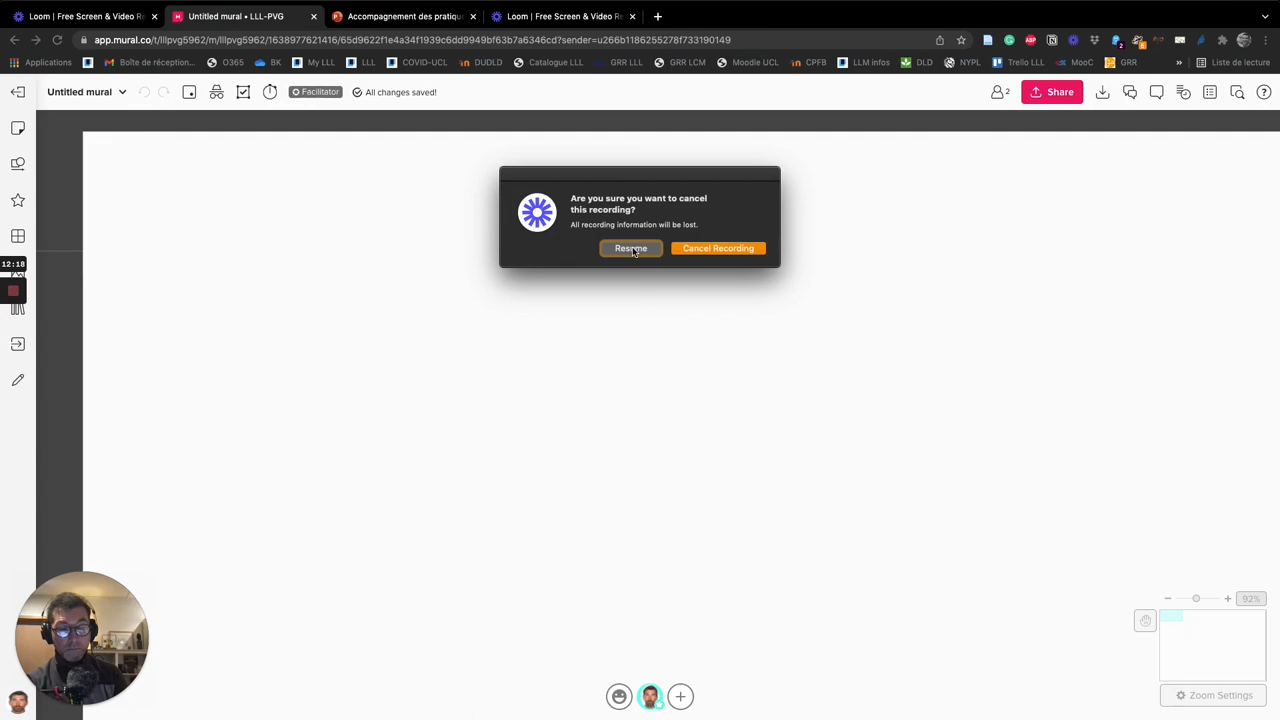 Loom | Free Screen & Video Re
Untitled mural • LLL-PVG
Accompagnement des pratiqu
Loom | Free Screen & Video Re
app.mural.co/t/lllpvg5962/m/lllpvg5962/1638977621416/65d9622f1e4a34f1939c6dd9949bf63b7a6346cd?sender=u266b1186255278f733190149
Applications
Boîte de réception...
O365
BK
My LLL
LLL
COVID-UCL
DUDLD
Catalogue LLL
GRR LLL
GRR LCM
Moodie UCL
CPFB
LLM infos
DLD
NYPL
Trello LLL
MooC
GRR
»
Liste de lecture
Untitled mural
Facilitator
All changes saved!
2
Share
Are you sure you want to cancel
this recording?
All recording information will be lost.
Resume
Cancel Recording
12:18
92%
Zoom Settings